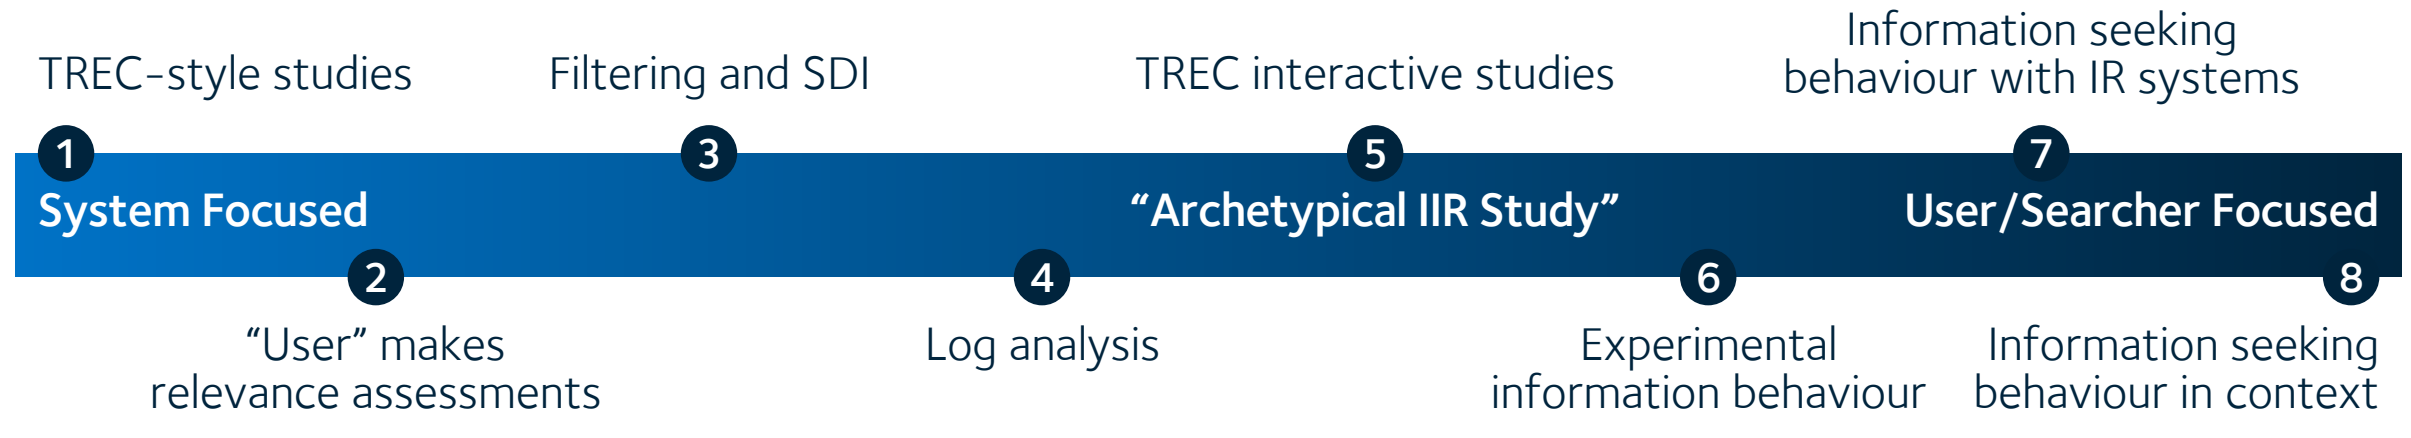 Information seeking
behaviour with IR systems
TREC-style studies
Filtering and SDI
TREC interactive studies
1
3
5
7
System Focused
“Archetypical IIR Study”
User/Searcher Focused
2
4
6
8
“User” makes
relevance assessments
Log analysis
Experimental
information behaviour
Information seeking
behaviour in context